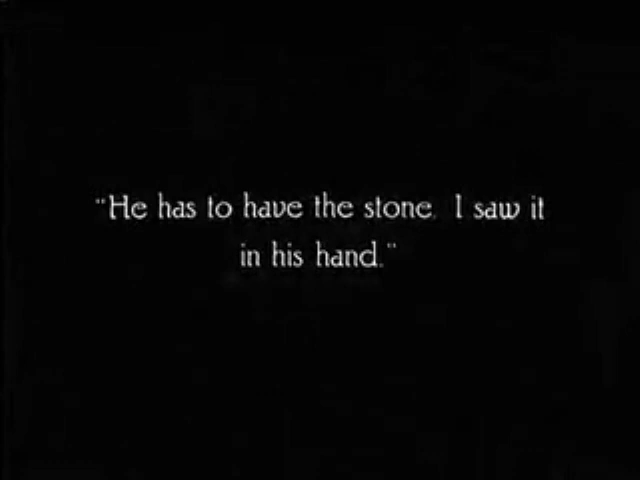 "He has to have the stone. I saw it
in his hand."